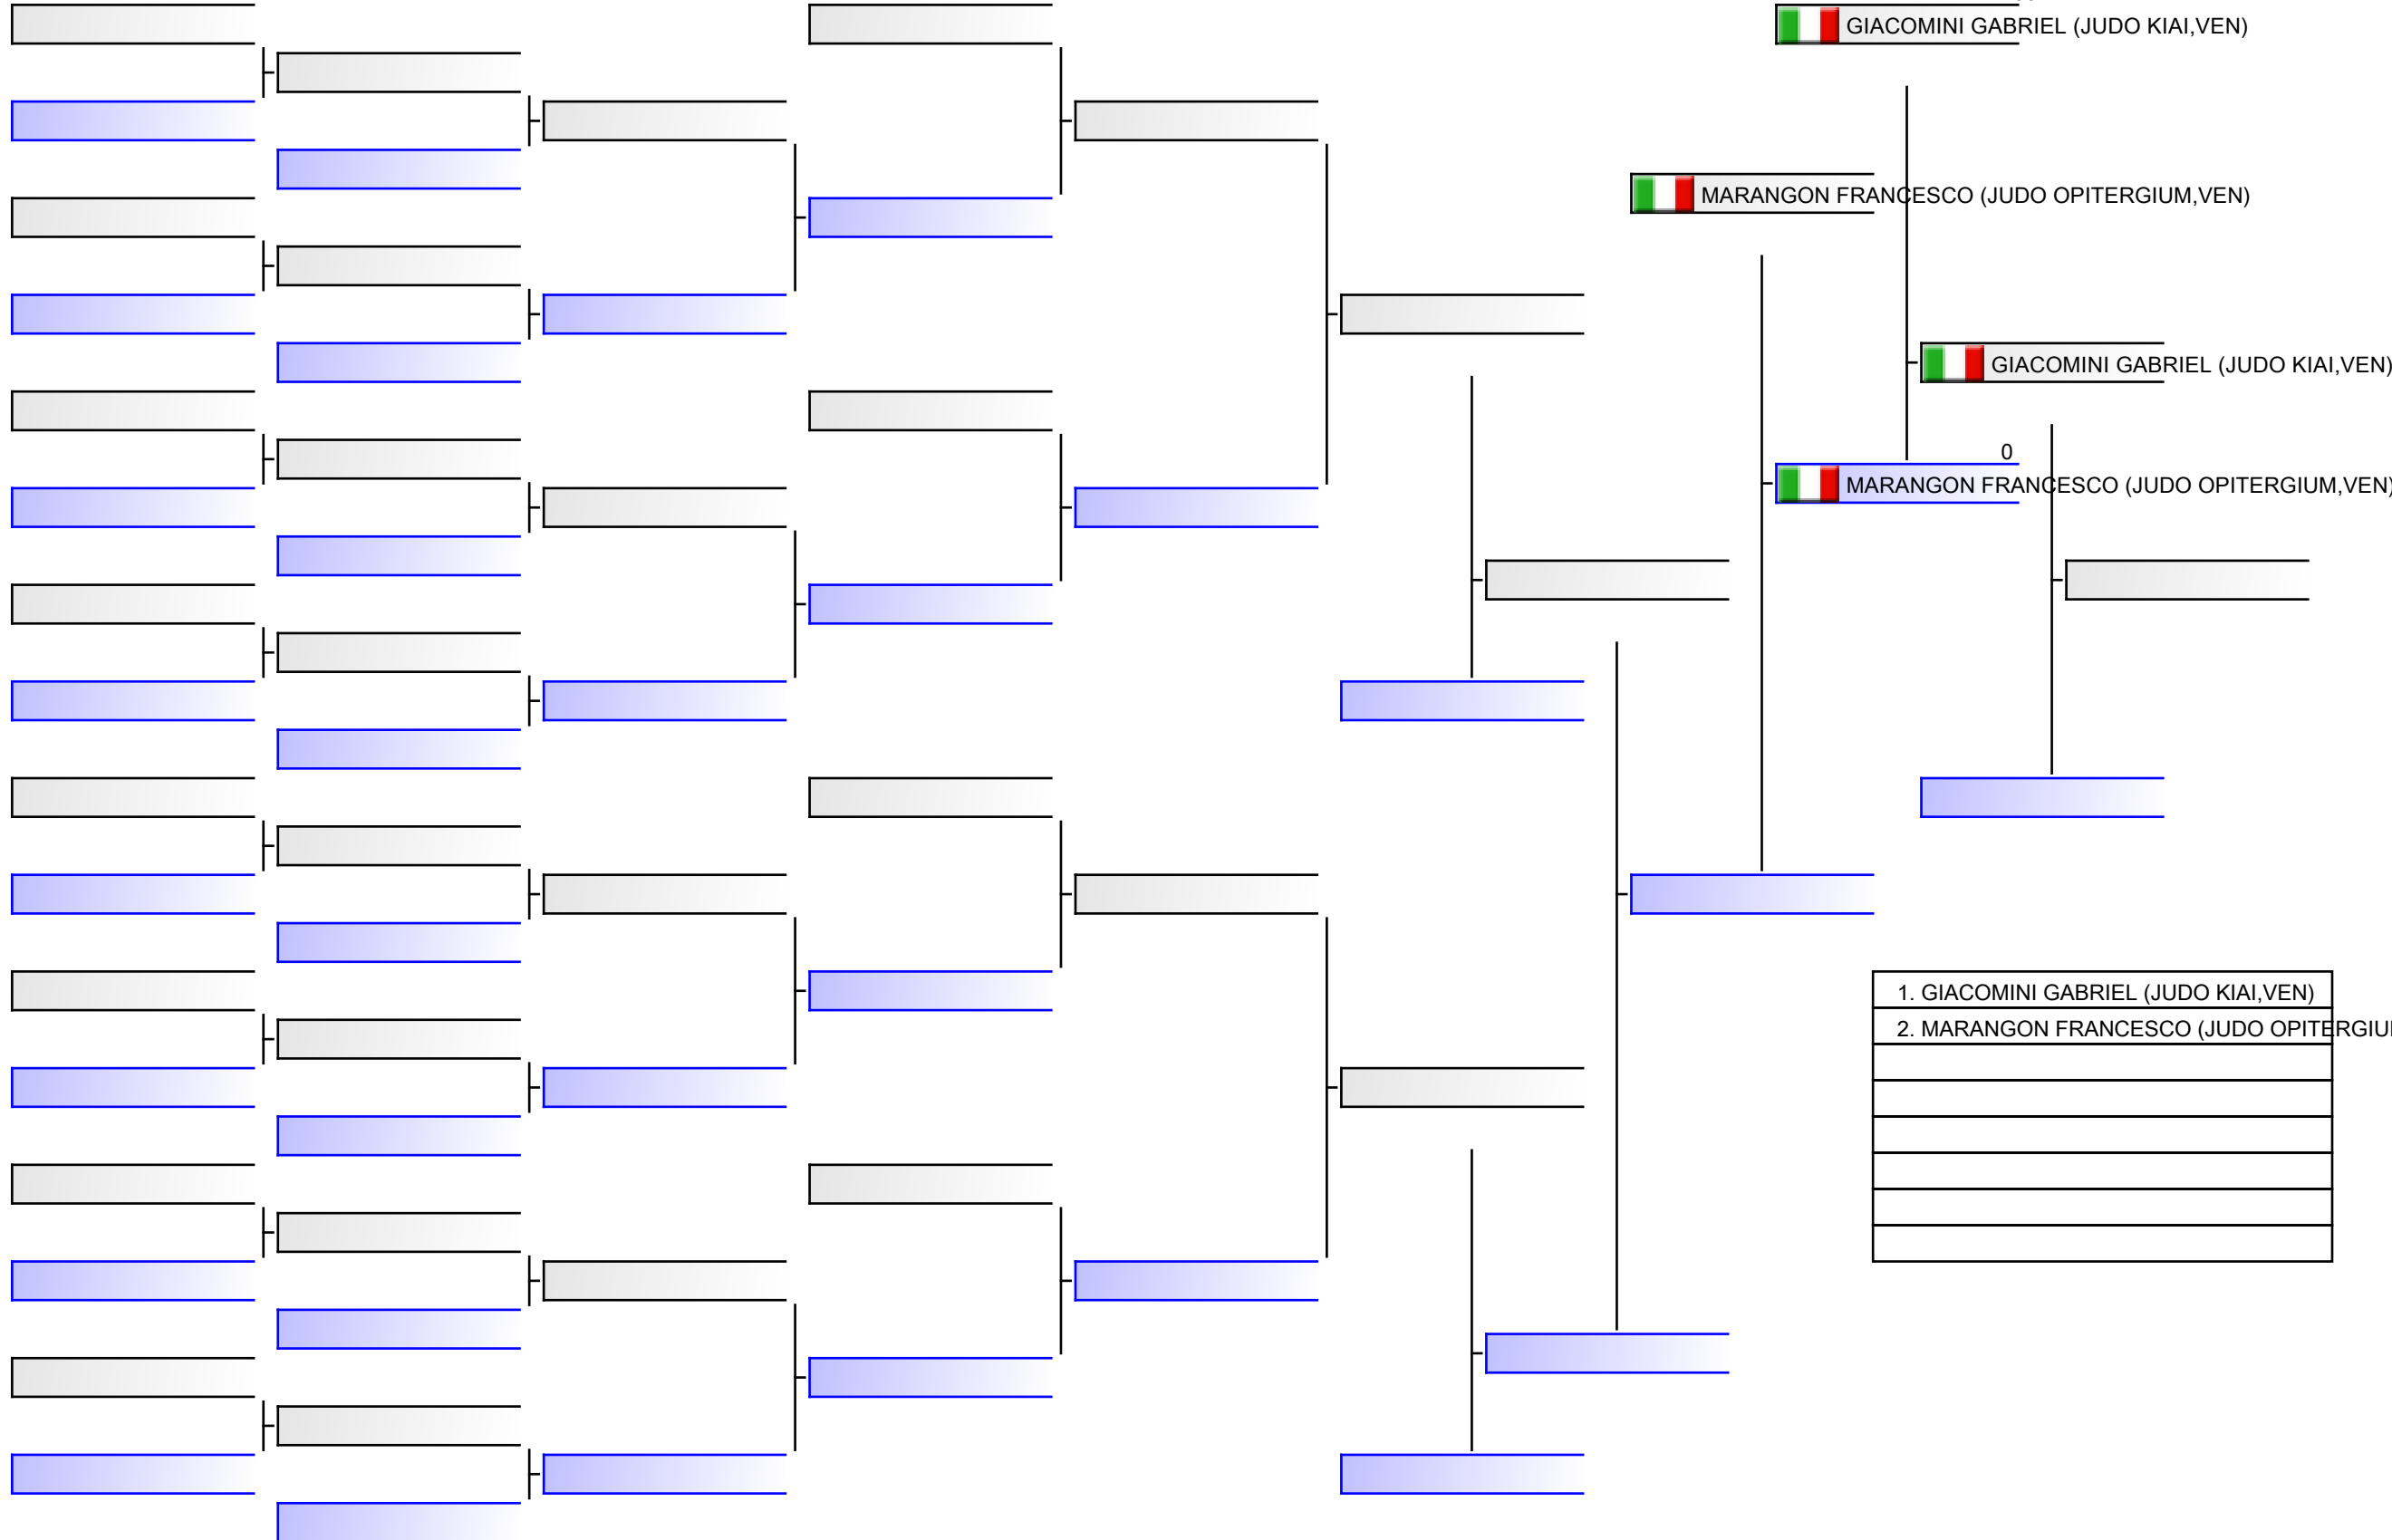 GIACOMINI GABRIEL (JUDO KIAI,VEN)
MARANGON FRANCESCO (JUDO OPITERGIUM,VEN)
GIACOMINI GABRIEL (JUDO KIAI,VEN)
0
MARANGON FRANCESCO (JUDO OPITERGIUM,VEN)
1. GIACOMINI GABRIEL (JUDO KIAI,VEN)
2. MARANGON FRANCESCO (JUDO